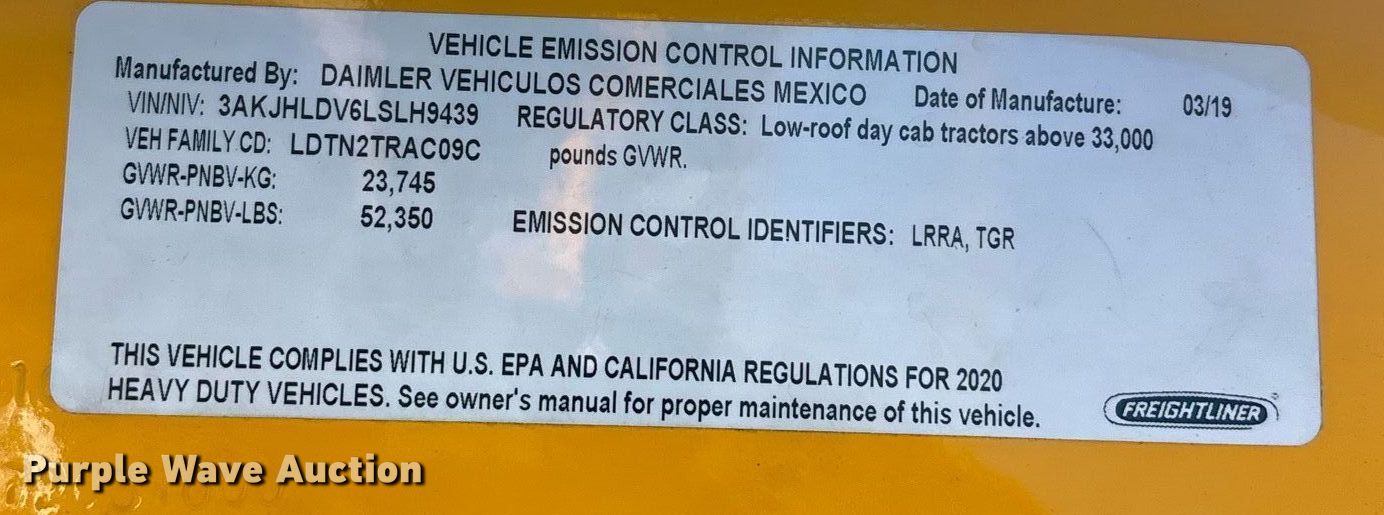 VEHICLE EMISSION CONTROL INFORMATION
Manufactured By: DAIMLER VEHICULOS COMERCIALES MEXICO Date of Manufacture: 03/19
VIN/NIV: 3AKJHLDV6LSLH9439 REGULATORY CLASS: Low-roof day cab tractors above 33,000
VEH FAMILY CD: LDTN2TRAC09C pounds GVWR.
GVWR-PNBV-KG: 23,745
GVWR-PNBV-LBS: 52,350 EMISSION CONTROL IDENTIFIERS: LRRA, TGR
THIS VEHICLE COMPLIES WITH U.S. EPA AND CALIFORNIA REGULATIONS FOR 2020
HEAVY DUTY VEHICLES. See owner's manual for proper maintenance of this vehicle.
FREIGHTLINER
Purple Wave Auction